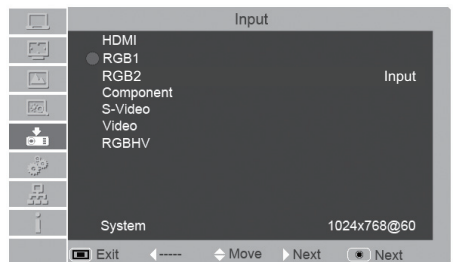 Input
HDMI
RGB1
RGB2 Input
Component
S-Video
Video
RGBHV
System 1024x768@60
Exit ----- Move Next Next